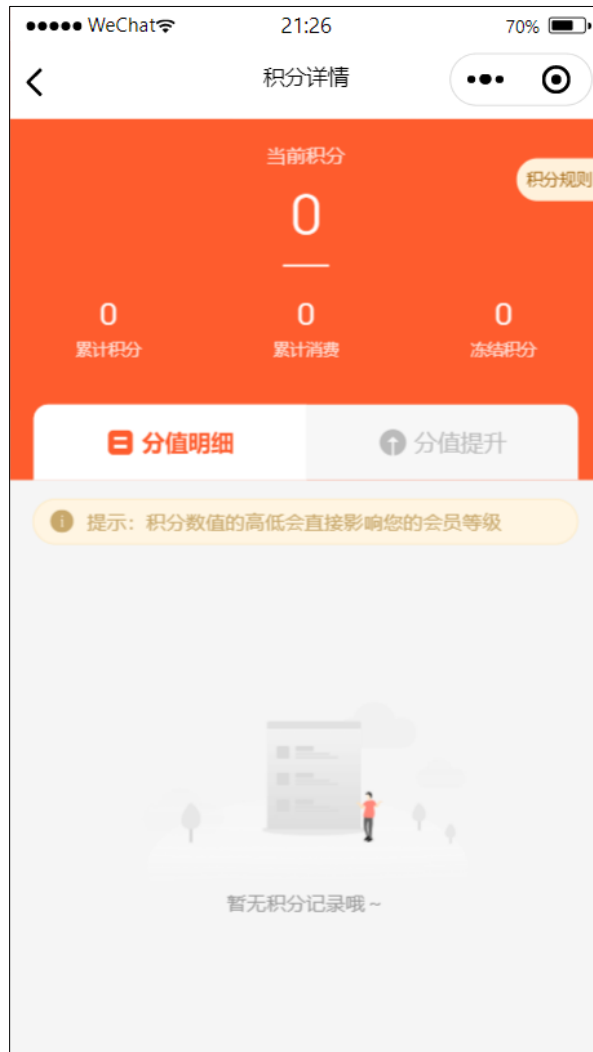 ●●●●● WeChat 21:26 70%
积分详情
当前积分
积分规则
0
0 0 0
累计积分 累计消费 冻结积分
分值明细 分值提升
提示：积分数值的高低会直接影响您的会员等级
暂无积分记录哦～